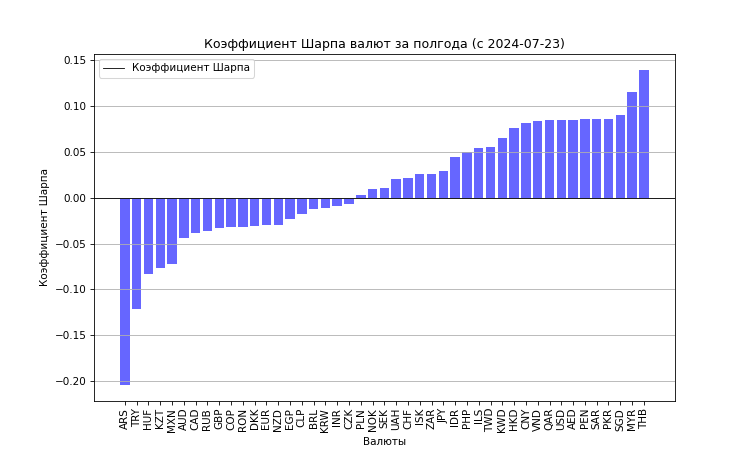 Коэффициент Шарпа валют за полгода (с 2024-07-23)
Коэффициент Шарпа
0.15
0.10
0.05
0.00
−0.05
−0.10
−0.15
−0.20
Коэффициент Шарпа
ARS TRY HUF KZT MXN AUD CAD RUB GBP COP RON DKK EUR NZD EGP CLP BRL KRW INR CZK PLN NOK SEK UAH CHF ISK ZAR JPY IDR PHP ILS TWD KWD HKD CNY VND QAR USD AED PEN SAR PKR SGD MYR THB
Валюты